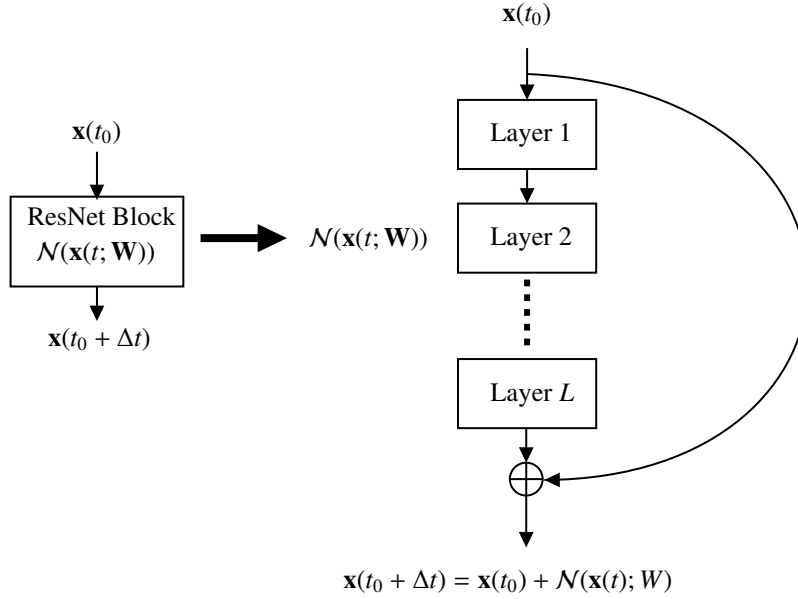 x(t₀)
ResNet Block
𝒩(x(t; W))
x(t₀ + Δt)
𝒩(x(t; W))
x(t₀)
Layer 1
Layer 2
Layer L
x(t₀ + Δt) = x(t₀) + 𝒩(x(t); W)